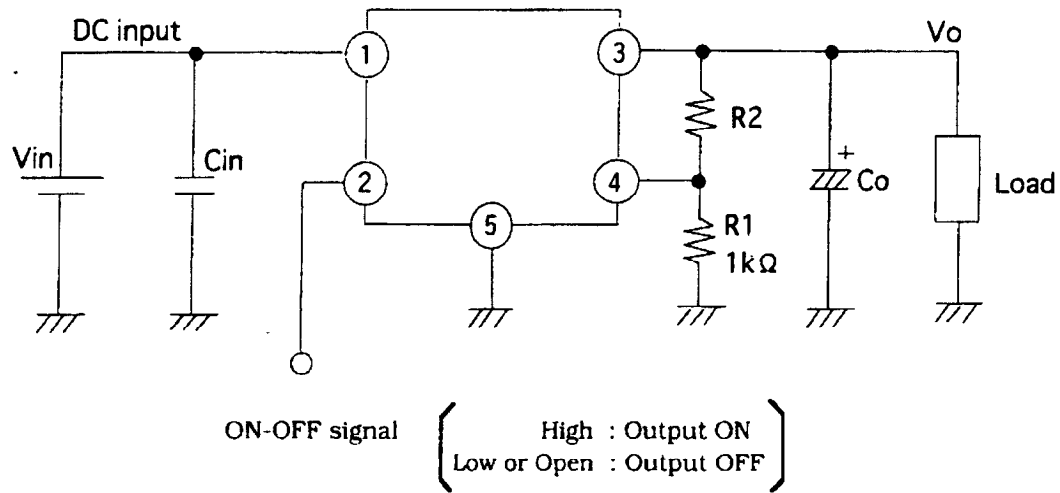 DC input
Vo
1
3
R2
Vin
Cin
2
4
+
Co
Load
5
R1
1kΩ
ON-OFF signal
High : Output ON
Low or Open : Output OFF